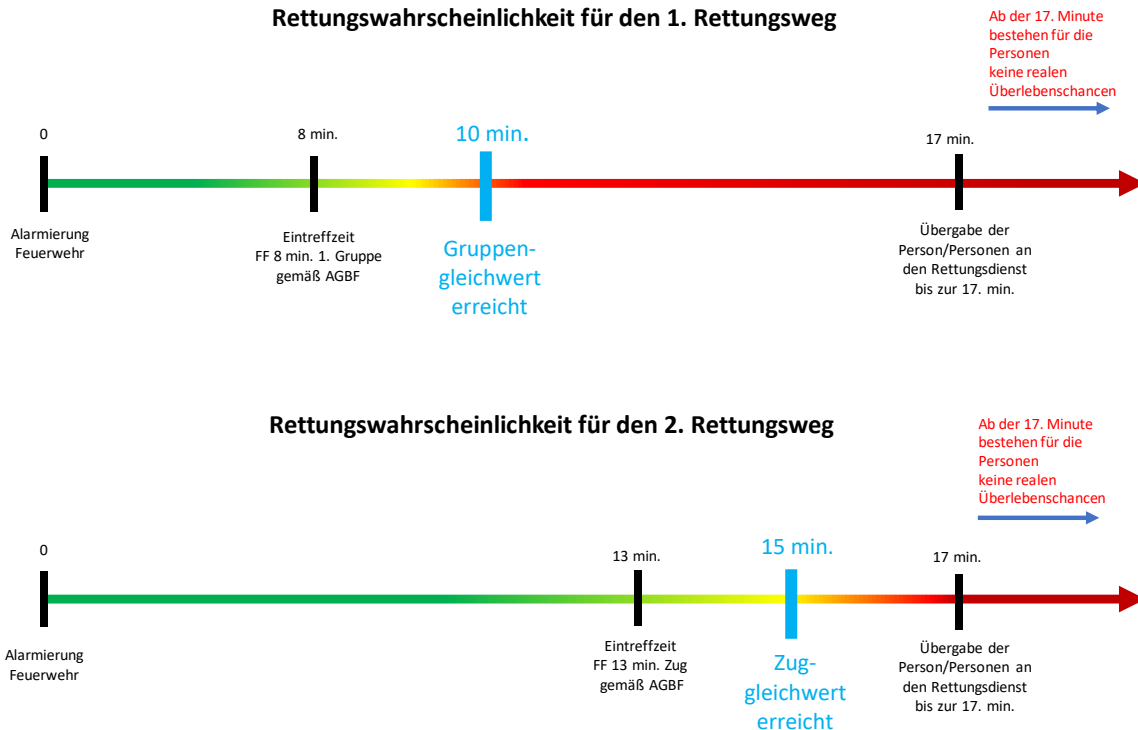 Rettungswahrscheinlichkeit für den 1. Rettungsweg
Ab der 17. Minute
bestehen für die
Personen
keine realen
Überlebenschancen
0
8 min.
10 min.
17 min.
Alarmierung
Feuerwehr
Eintreffzeit
FF 8 min. 1. Gruppe
gemäß AGBF
Gruppen-
gleichwert
erreicht
Übergabe der
Person/Personen an
den Rettungsdienst
bis zur 17. min.
Rettungswahrscheinlichkeit für den 2. Rettungsweg
Ab der 17. Minute
bestehen für die
Personen
keine realen
Überlebenschancen
0
13 min.
15 min.
17 min.
Alarmierung
Feuerwehr
Eintreffzeit
FF 13 min. Zug
gemäß AGBF
Zug-
gleichwert
erreicht
Übergabe der
Person/Personen an
den Rettungsdienst
bis zur 17. min.